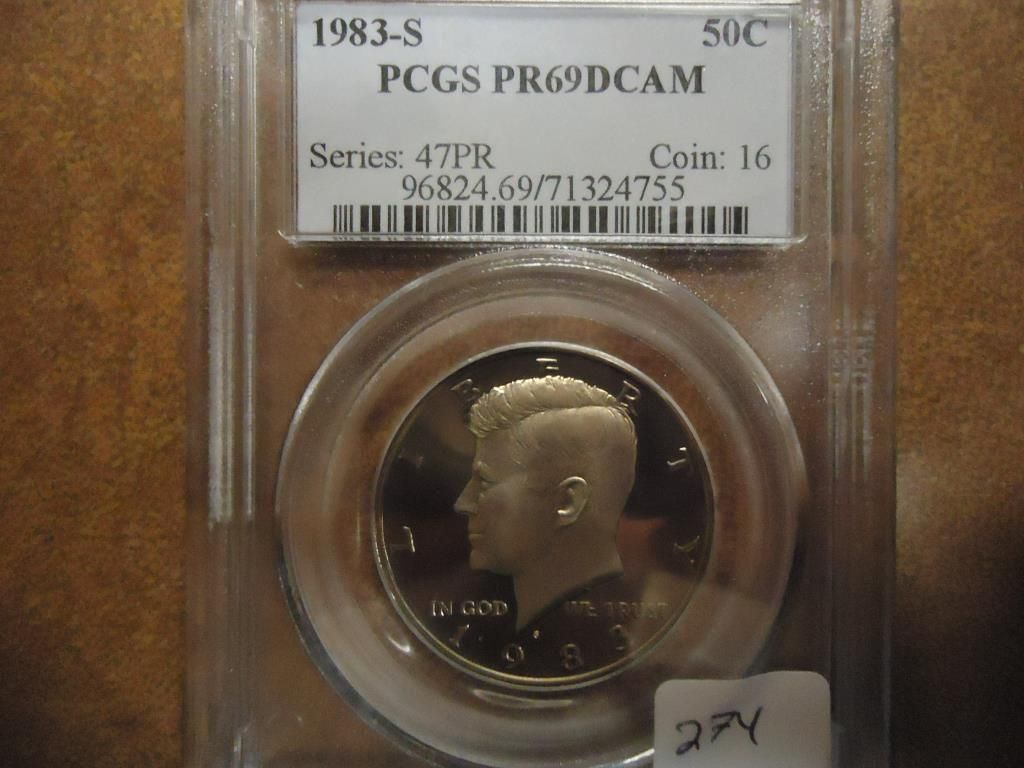 1983-S 50C
PCGS PR69DCAM
Series: 47PR Coin: 16
96824.69/71324755
LIBERTY
IN GOD WE TRUST
S
1983
274